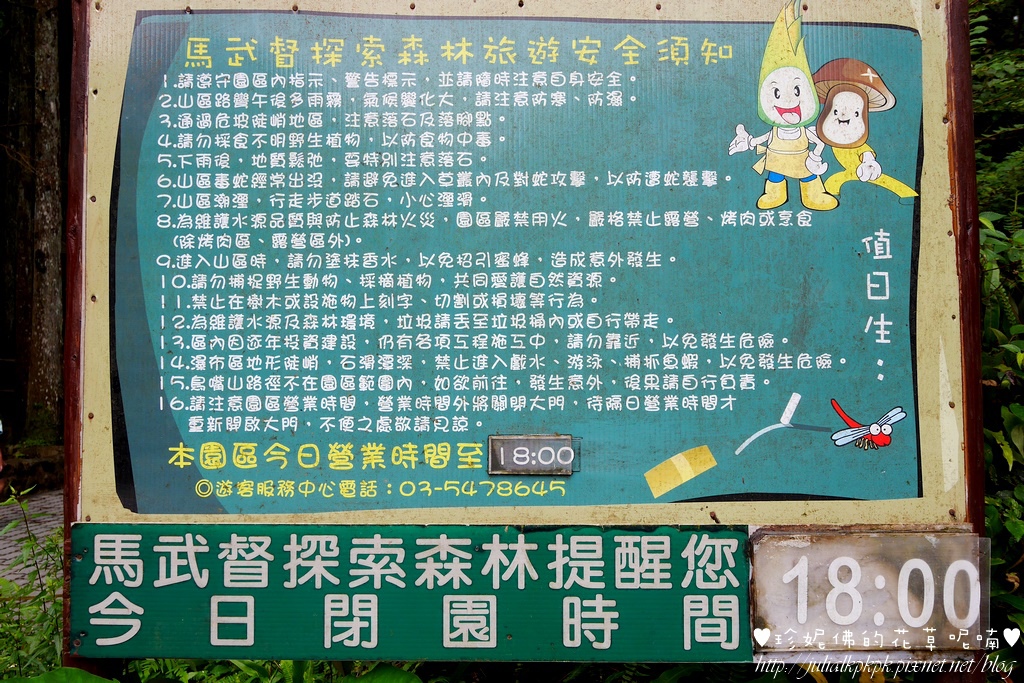 馬武督探索森林旅遊安全須知
1.請遵守園區內指示、警告標示，並請隨時注意自身安全。
2.山區路彎午後多雨霧，氣候變化大，請注意防寒、防濕。
3.通過危坡陡峭地區，注意落石及落腳點。
4.請勿採食不明野生植物，以防食物中毒。
5.下雨後，地質鬆弛，要特別注意落石。
6.山區毒蛇經常出沒，請避免進入草叢內及對蛇攻擊，以防遭蛇襲擊。
7.山區潮溼，行走步道踏石，小心溼滑。
8.為維護水源品質與防止森林火災，園區嚴禁用火，嚴格禁止露營、烤肉或烹食
(除烤肉區、露營區外)。
9.進入山區時，請勿塗抹香水，以免招引蜜蜂，造成意外發生。
10.請勿捕捉野生動物、採摘植物，共同愛護自然資源。
11.禁止在樹木或設施物上刻字、切割或損壞等行為。
12.為維護水源及森林環境，垃圾請丟至垃圾桶內或自行帶走。
13.區內因逐年投資建設，仍有各項工程施工中，請勿靠近，以免發生危險。
14.瀑布區地形陡峭，石滑潭深，禁止進入戲水、游泳、捕抓魚蝦，以免發生危險。
15.鳥嘴山路徑不在園區範圍內，如欲前往，發生意外，後果請自行負責。
16.請注意園區營業時間，營業時間外將關閉大門，待隔日營業時間才
重新開啟大門，不便之處敬請見諒。
值日生：
本園區今日營業時間至 18:00
◎遊客服務中心電話：03-5478645
馬武督探索森林提醒您
今日閉園時間 18:00
♥珍妮佛的花草呢喃♥
http://julialkpkpk.pixnet.net/blog